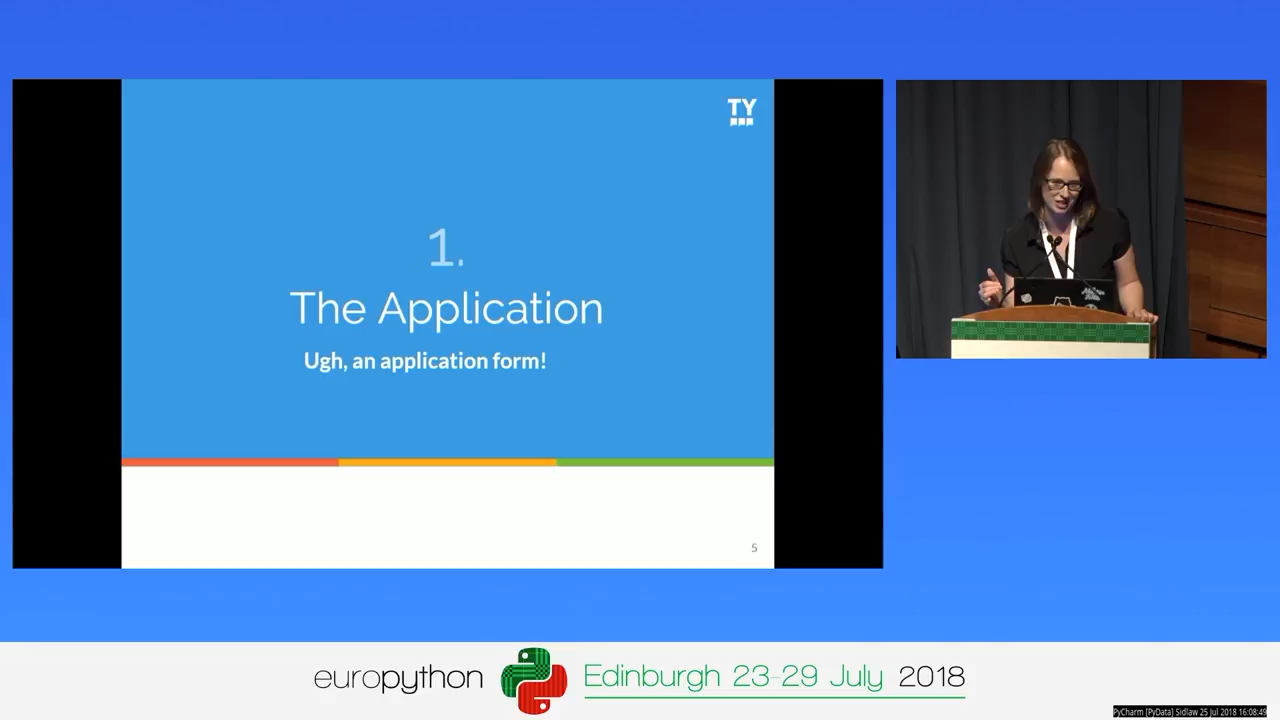 TY
1.
The Application
Ugh, an application form!
5
europython Edinburgh 23-29 July 2018
PyCharm [PyData] Sidlaw 25 Jul 2018 16:08:49